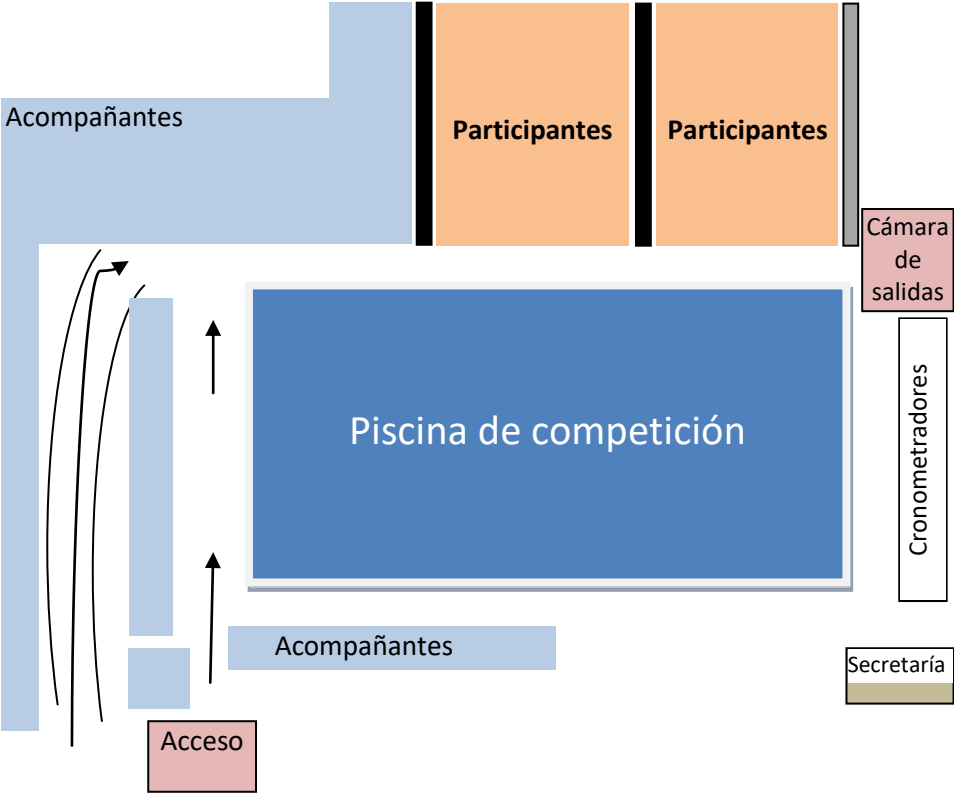 Acompañantes
Participantes
Participantes
Cámara
de
salidas
Piscina de competición
Cronometradores
Acompañantes
Secretaría
Acceso